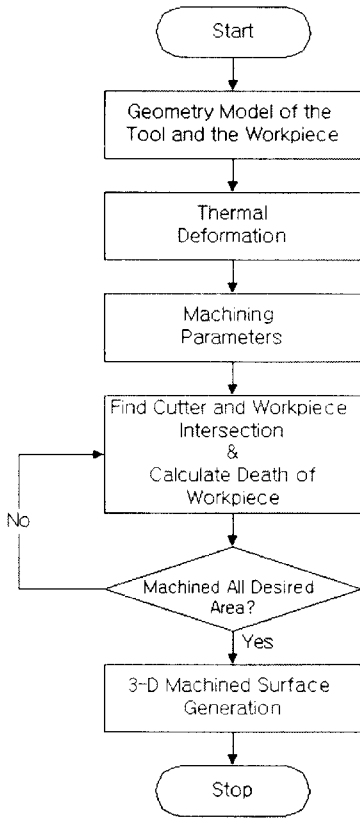 Start
Geometry Model of the
Tool and the Workpiece
Thermal
Deformation
Machining
Parameters
Find Cutter and Workpiece
Intersection
&
Calculate Death of
Workpiece
No
Machined All Desired
Area?
Yes
3-D Machined Surface
Generation
Stop